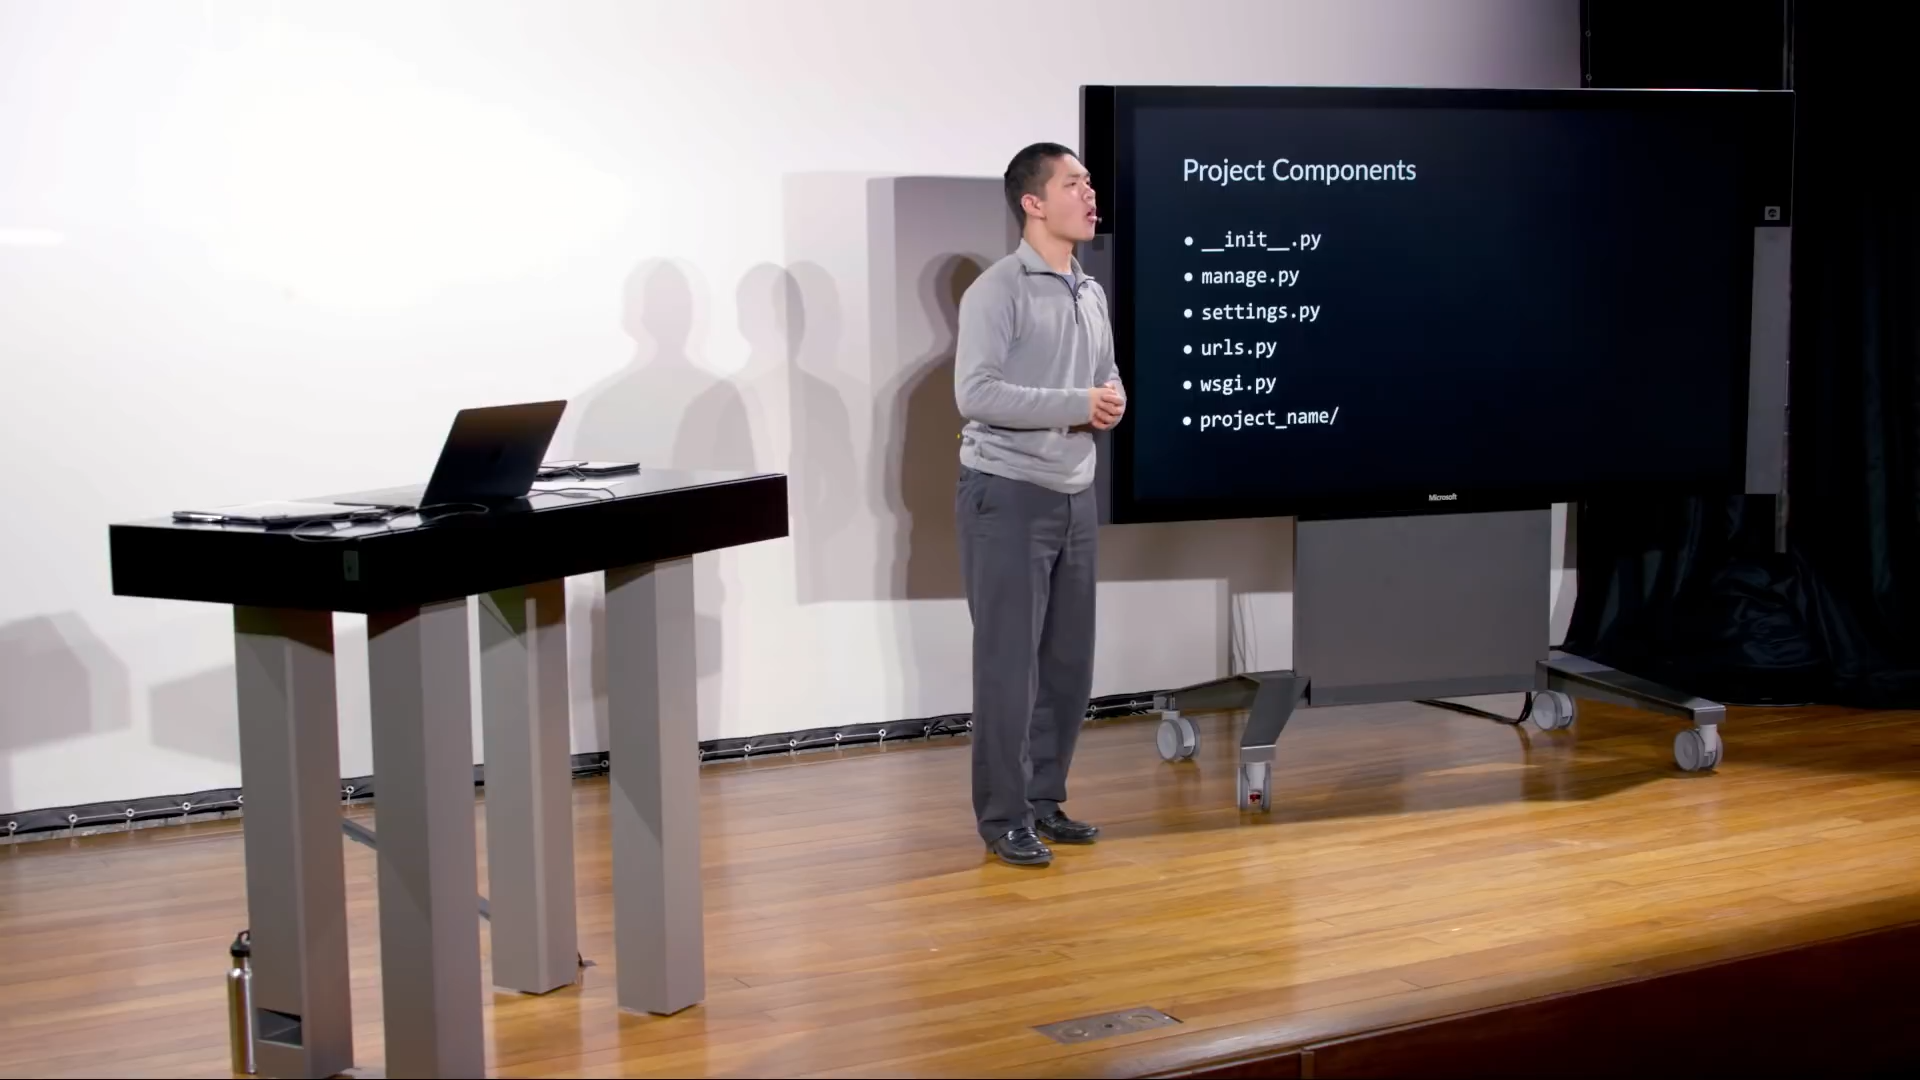 Project Components
• __init__.py
• manage.py
• settings.py
• urls.py
• wsgi.py
• project_name/
Microsoft